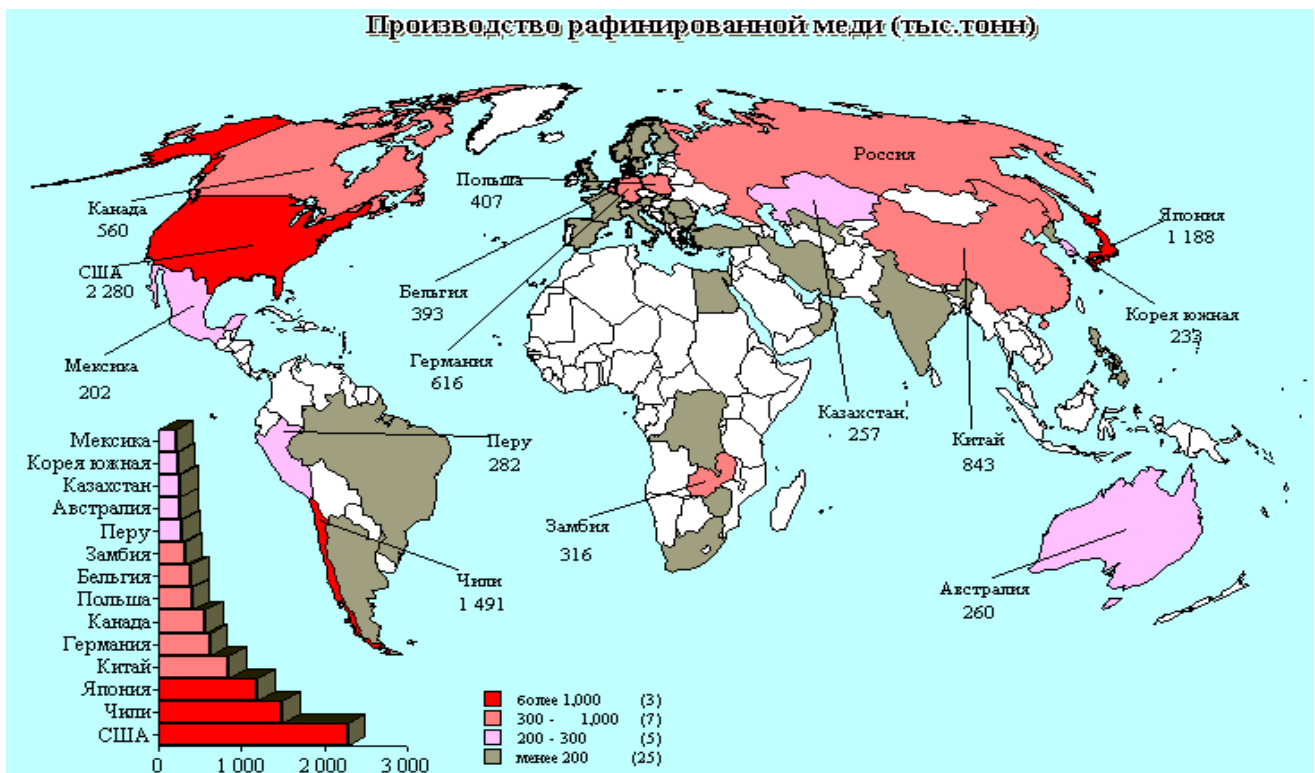 Производство рафинированной меди (тыс.тонн)
Россия
Польша
407
Канада
560
Япония
1 188
США
2 280
Бельгия
393
Корея южная
233
Германия
616
Мексика
202
Казахстан
257
Перу
282
Китай
843
Замбия
316
Чили
1 491
Австралия
260
Мексика
Корея южная
Казахстан
Австралия
Перу
Замбия
Бельгия
Польша
Канада
Германия
Китай
Япония
Чили
США
0 1 000 2 000 3 000
более 1,000 (3)
300 - 1,000 (7)
200 - 300 (5)
менее 200 (25)